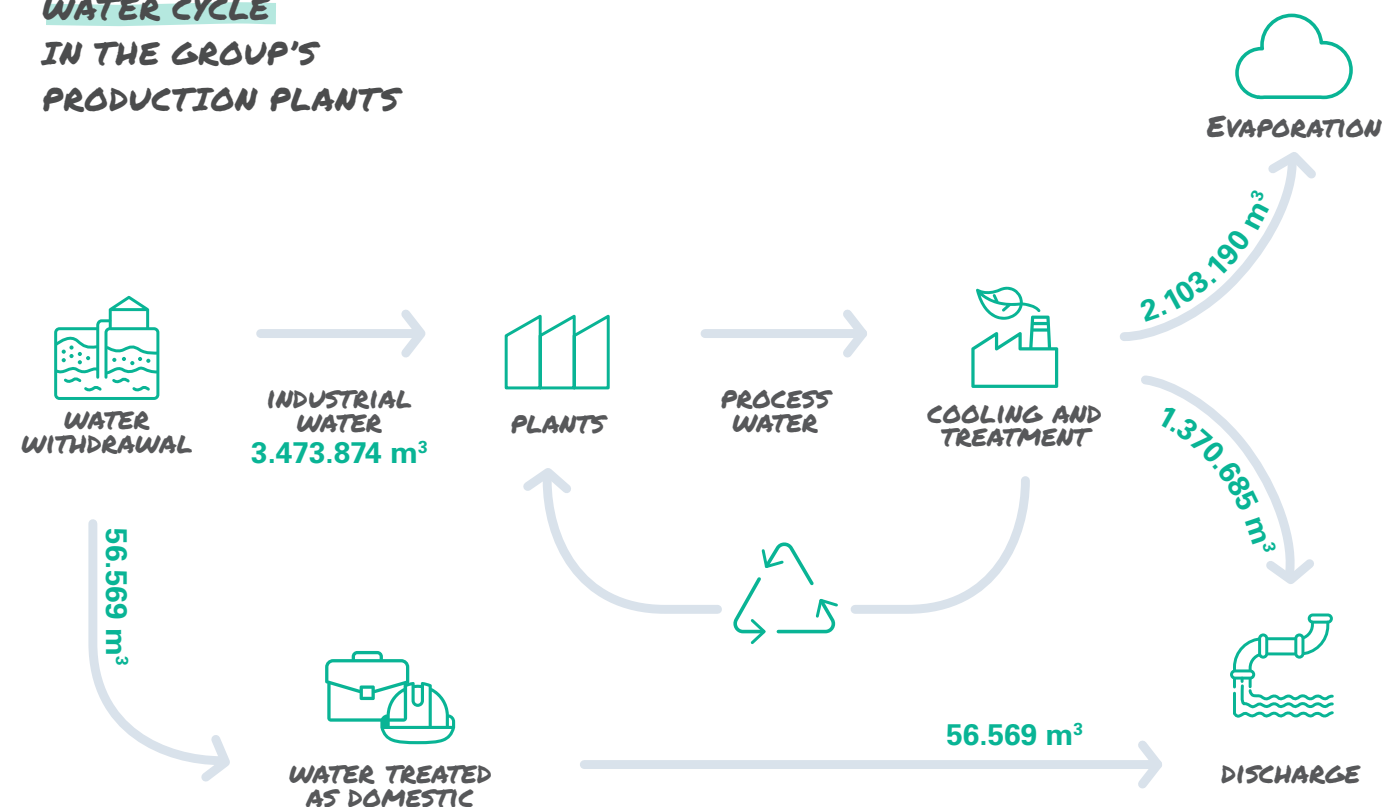 WATER CYCLE
IN THE GROUP'S
PRODUCTION PLANTS
EVAPORATION
2.103.190 m³
WATER
WITHDRAWAL
INDUSTRIAL
WATER
3.473.874 m³
PLANTS
PROCESS
WATER
COOLING AND
TREATMENT
1.370.685 m³
56.569 m³
WATER TREATED
AS DOMESTIC
56.569 m³
DISCHARGE